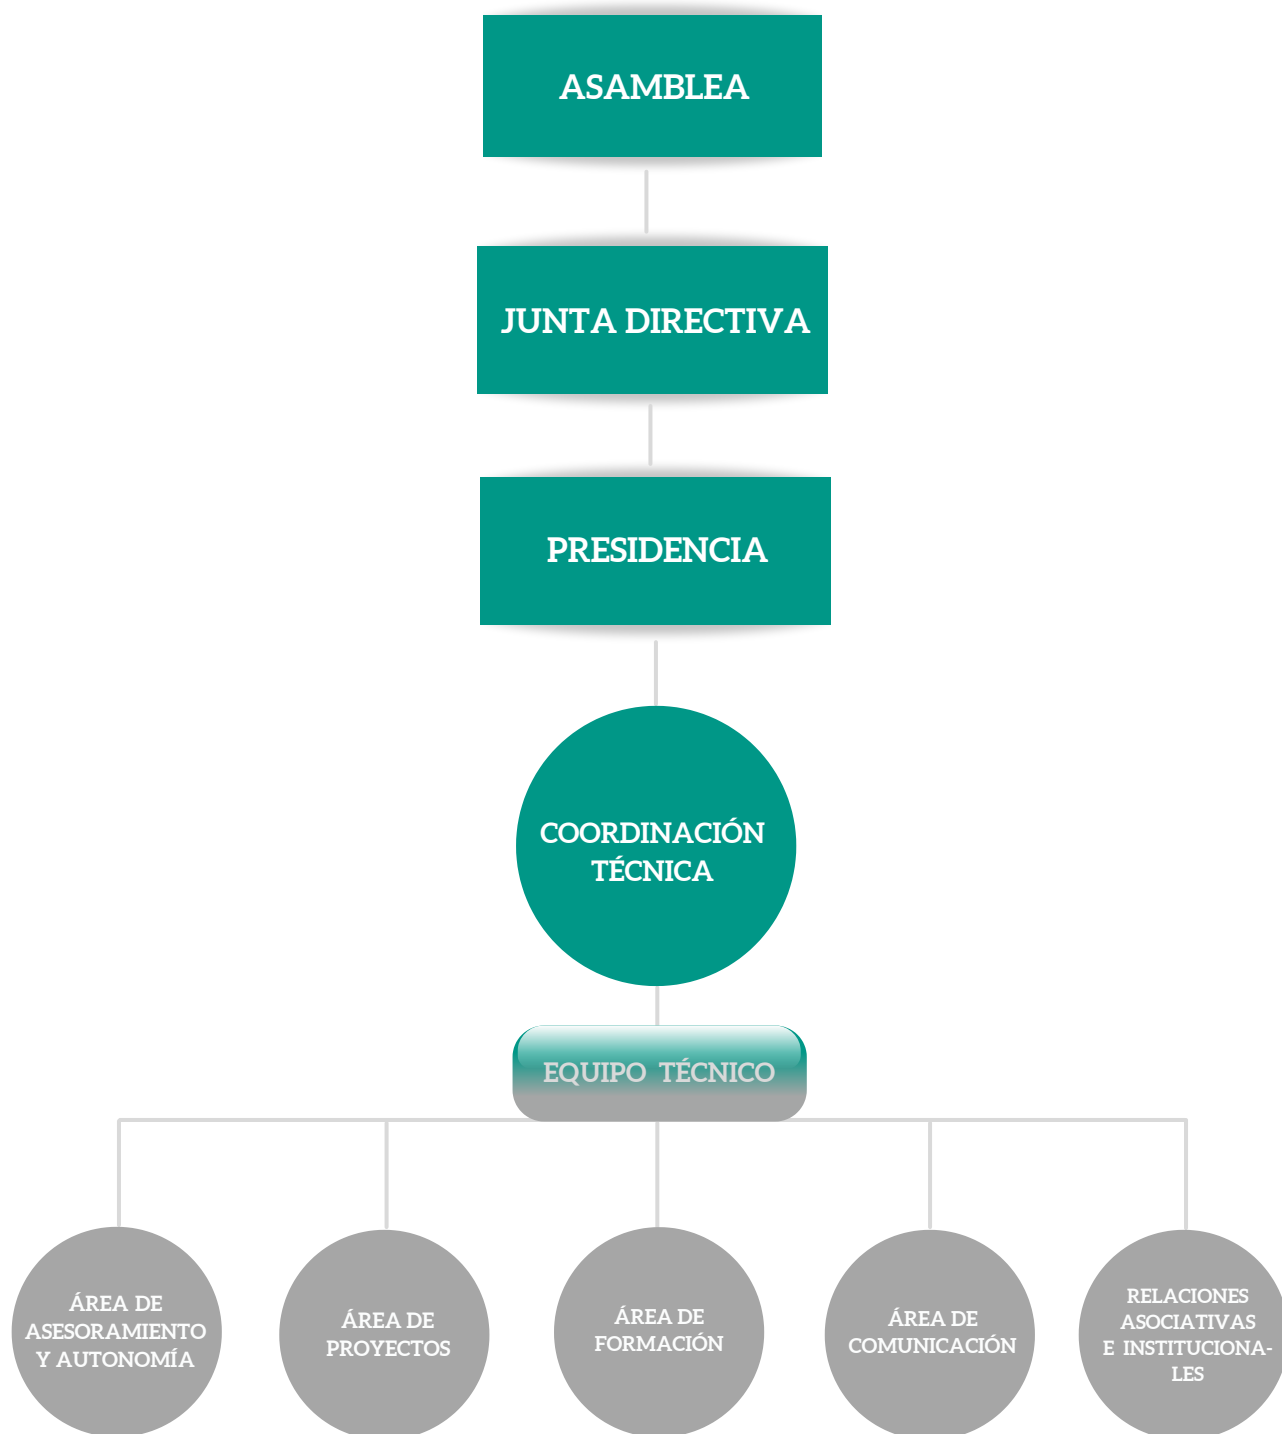 ASAMBLEA
JUNTA DIRECTIVA
PRESIDENCIA
COORDINACIÓN
TÉCNICA
EQUIPO TÉCNICO
ÁREA DE
ASESORAMIENTO
Y AUTONOMÍA
ÁREA DE
PROYECTOS
ÁREA DE
FORMACIÓN
ÁREA DE
COMUNICACIÓN
RELACIONES
ASOCIATIVAS
E INSTITUCIONA-
LES